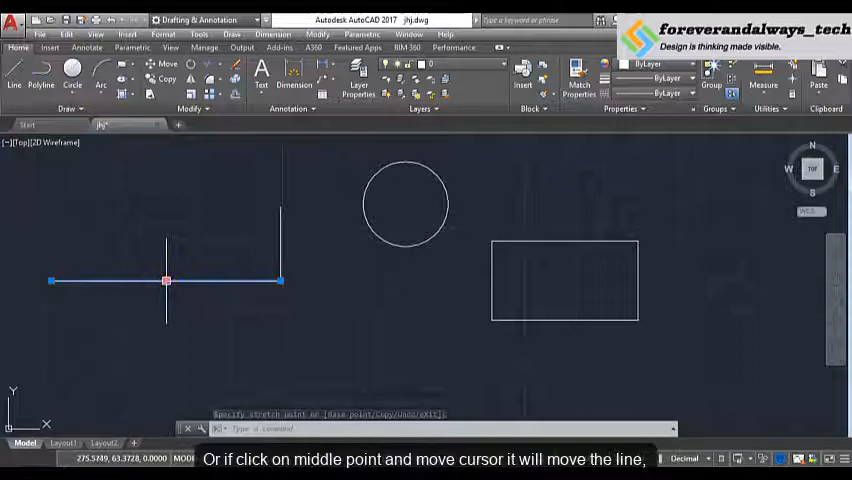 Drafting & Annotation
Autodesk AutoCAD 2017 jhj.dwg
Type a keyword or phrase
foreverandalways_tech
Design is thinking made visible.
File Edit View Insert Format Tools Draw Dimension Modify Parametric
Home Insert Annotate Parametric View Manage Output Add-ins A360 Featured Apps BIM 360 Performance
Line Polyline Circle Arc
Move
Copy
Text Dimension
Layer Properties
0
Insert
Match Properties
ByLayer
ByLayer
ByLayer
Group
Measure
Paste
Draw Modify Annotation Layers Block Properties Groups Utilities Clipboard
Start jhj*
[−][Top][2D Wireframe]
N
W TOP E
S
WCS
Y
X
Specify stretch point or [Base point/Copy/Undo/eXit]:
Type a command
Model Layout1 Layout2 +
275.5749, 63.3728, 0.0000 Decimal
Or if click on middle point and move cursor it will move the line,